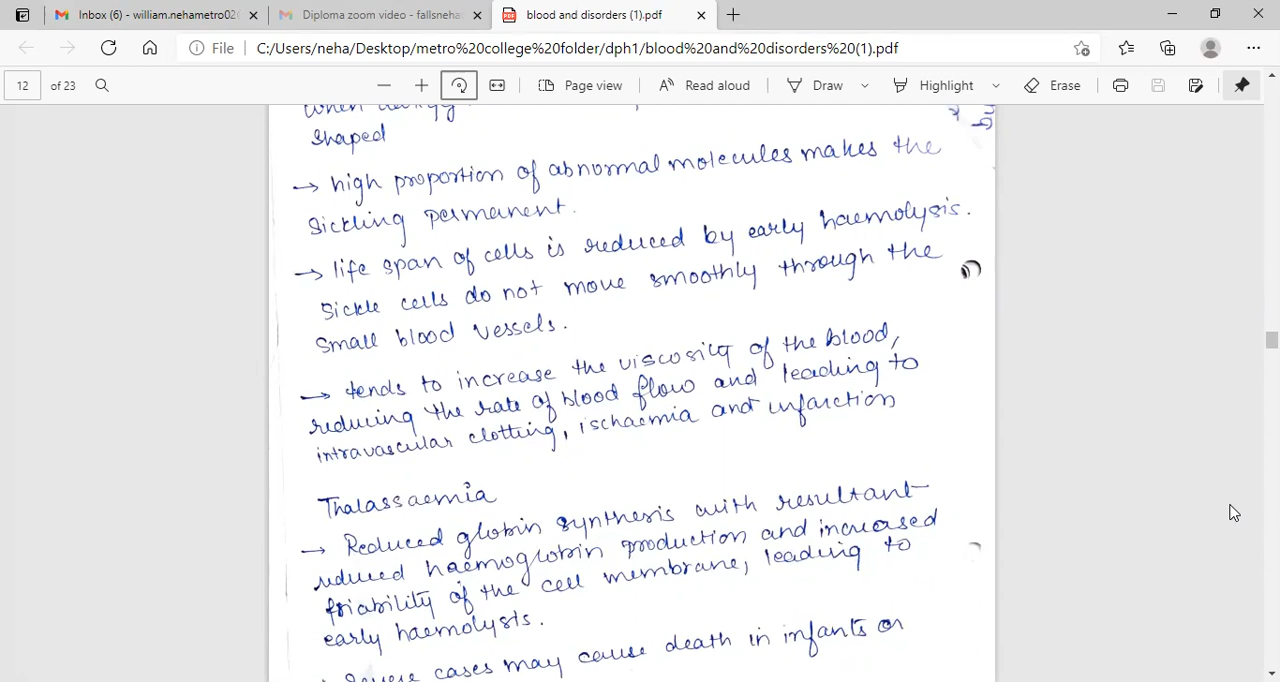 Inbox (6) - william.nehametro02
Diploma zoom video - fallsneha
blood and disorders (1).pdf
File
C:/Users/neha/Desktop/metro%20college%20folder/dph1/blood%20and%20disorders%20(1).pdf
12 of 23
Page view
Read aloud
Draw
Highlight
Erase
when
shaped
→ high proportion of abnormal molecules makes the
sickling permanent.
→ life span of cells is reduced by early haemolysis.
sickle cells do not move smoothly through the
small blood vessels.
→ tends to increase the viscosity of the blood,
reducing the rate of blood flow and leading to
intravascular clotting, ischaemia and infarction
Thalassaemia
→ Reduced globin synthesis with resultant
reduced haemoglobin production and increased
friability of the cell membrane, leading to
early haemolysis.
severe cases may cause death in infants or